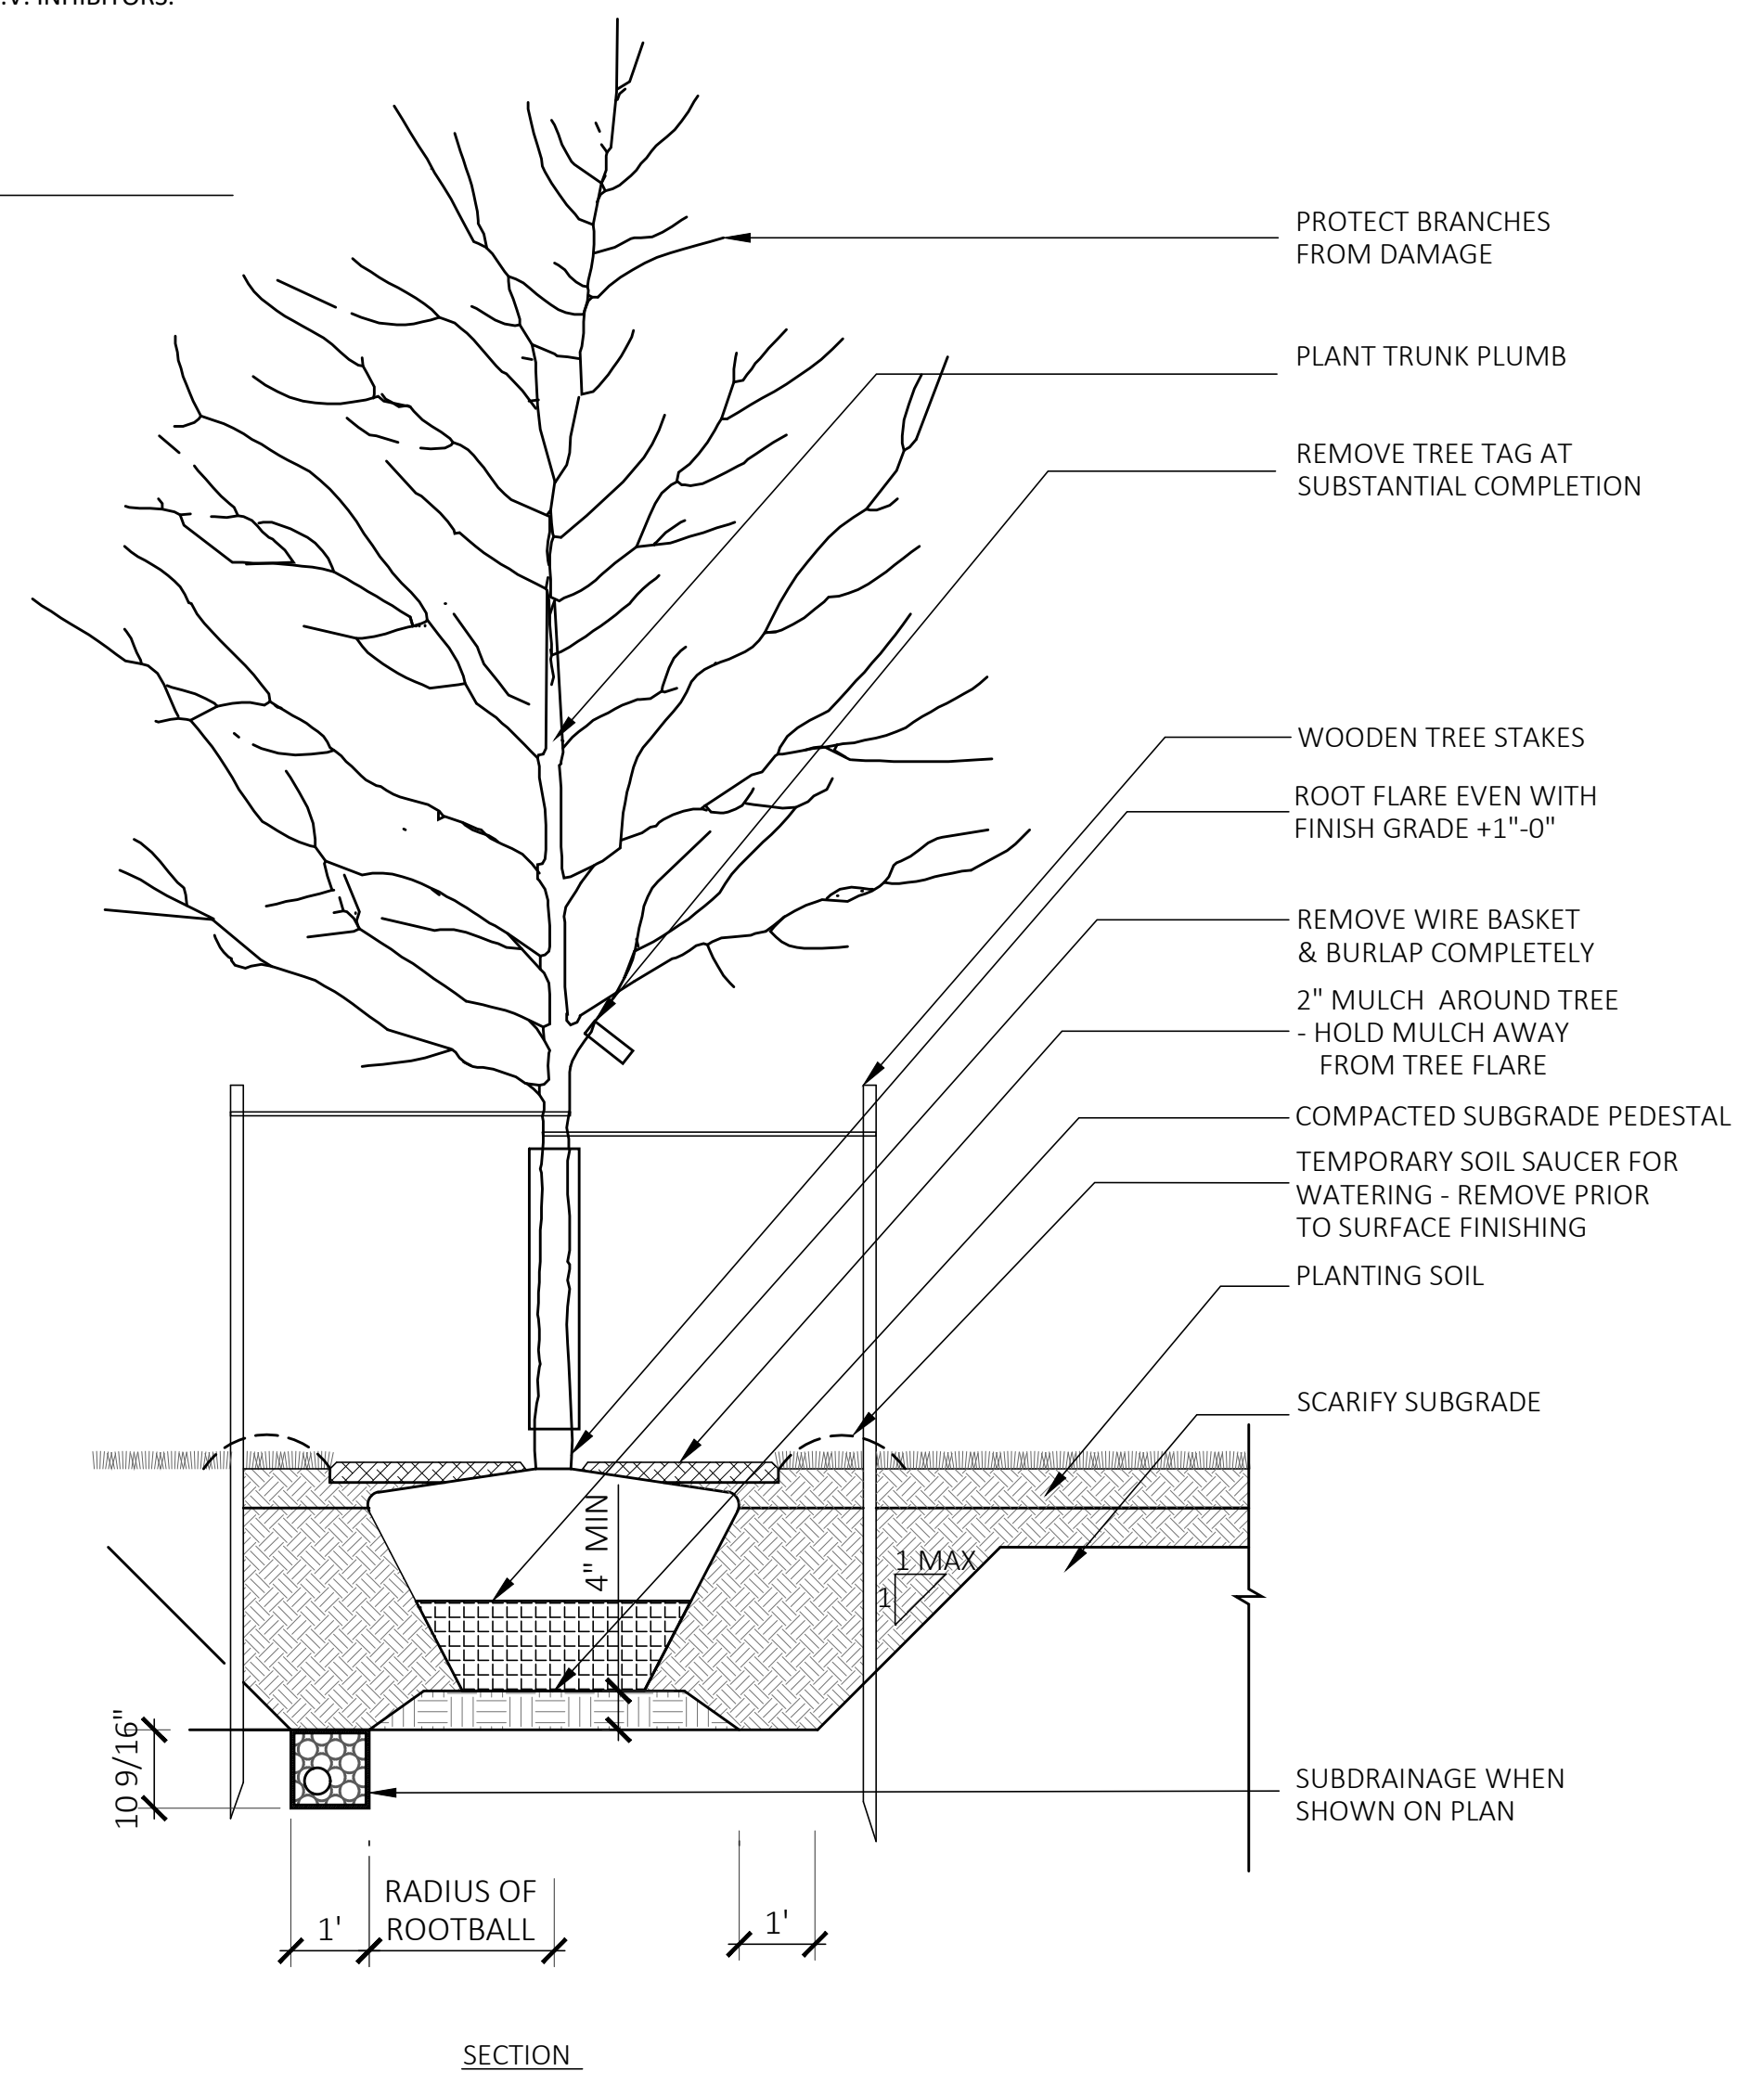 INHIBITORS.
PROTECT BRANCHES
FROM DAMAGE
PLANT TRUNK PLUMB
REMOVE TREE TAG AT
SUBSTANTIAL COMPLETION
WOODEN TREE STAKES
ROOT FLARE EVEN WITH
FINISH GRADE +1"-0"
REMOVE WIRE BASKET
& BURLAP COMPLETELY
2" MULCH AROUND TREE
- HOLD MULCH AWAY
FROM TREE FLARE
COMPACTED SUBGRADE PEDESTAL
TEMPORARY SOIL SAUCER FOR
WATERING - REMOVE PRIOR
TO SURFACE FINISHING
PLANTING SOIL
SCARIFY SUBGRADE
4" MIN
1 MAX
1
10 9/16"
SUBDRAINAGE WHEN
SHOWN ON PLAN
RADIUS OF
ROOTBALL
1'
1'
SECTION